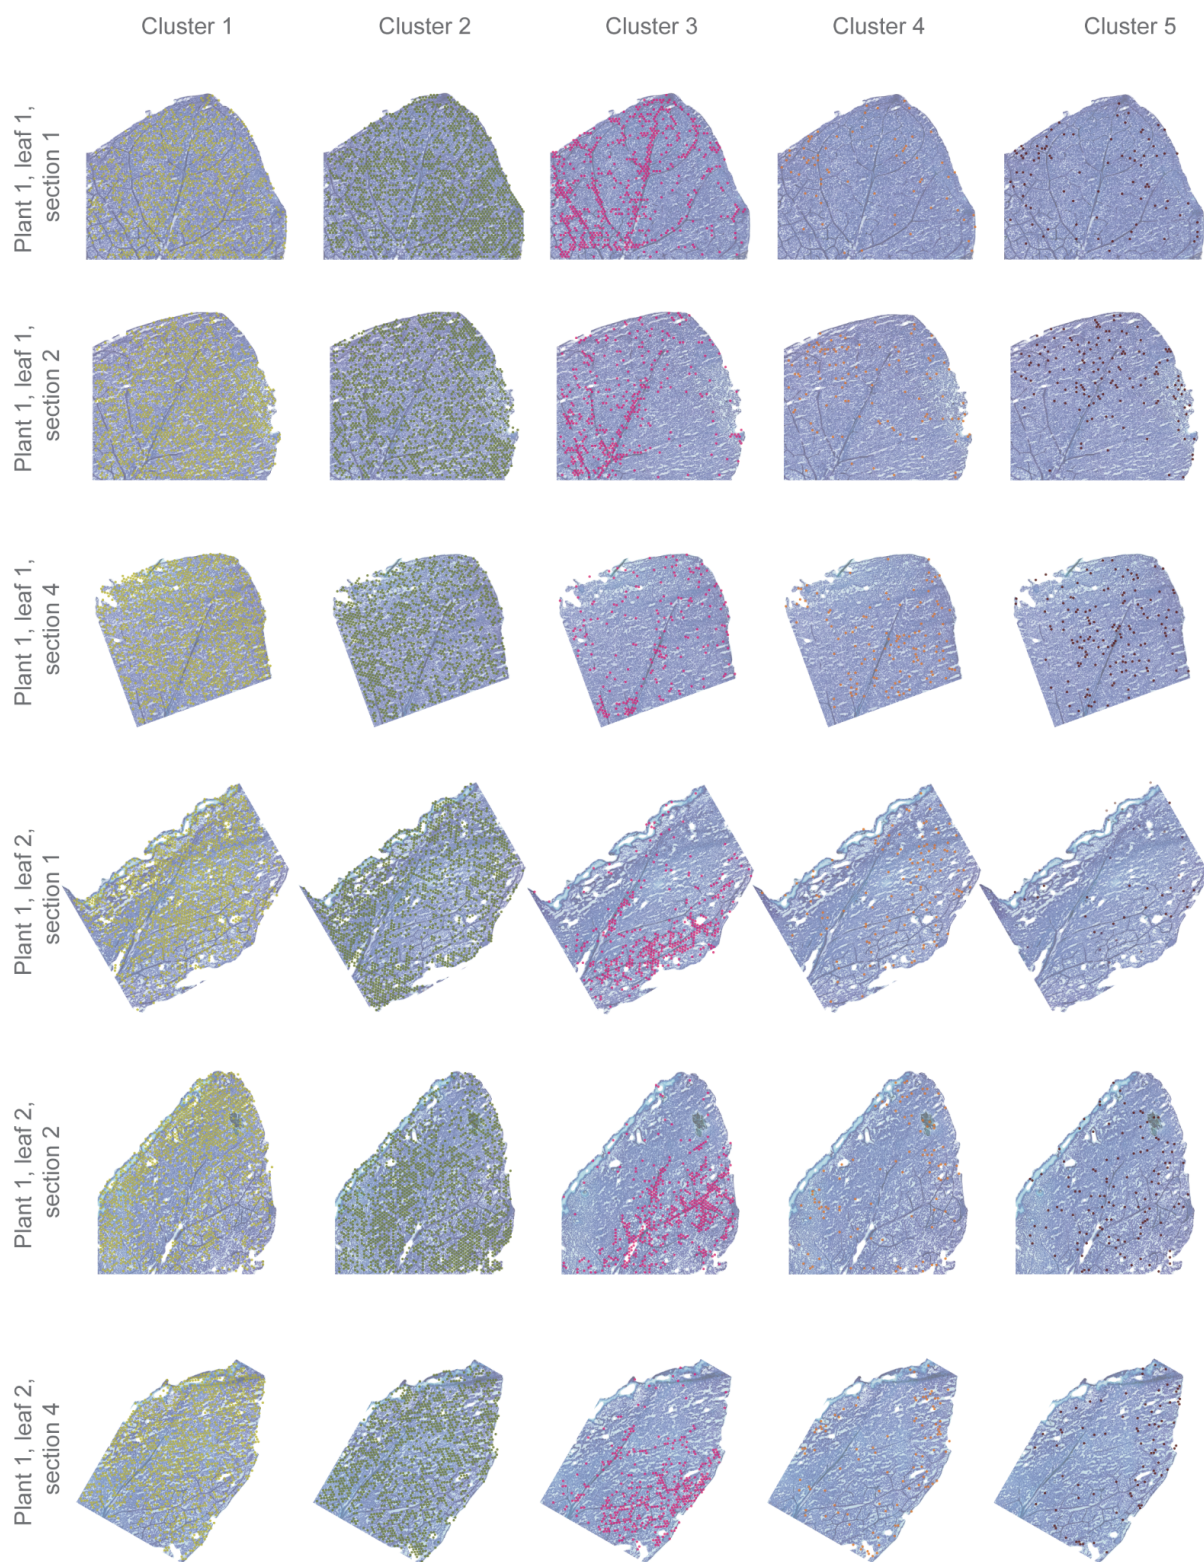 Cluster 1
Cluster 2
Cluster 3
Cluster 4
Cluster 5
Plant 1, leaf 1,
section 1
Plant 1, leaf 1,
section 2
Plant 1, leaf 1,
section 4
Plant 1, leaf 2,
section 1
Plant 1, leaf 2,
section 2
Plant 1, leaf 2,
section 4